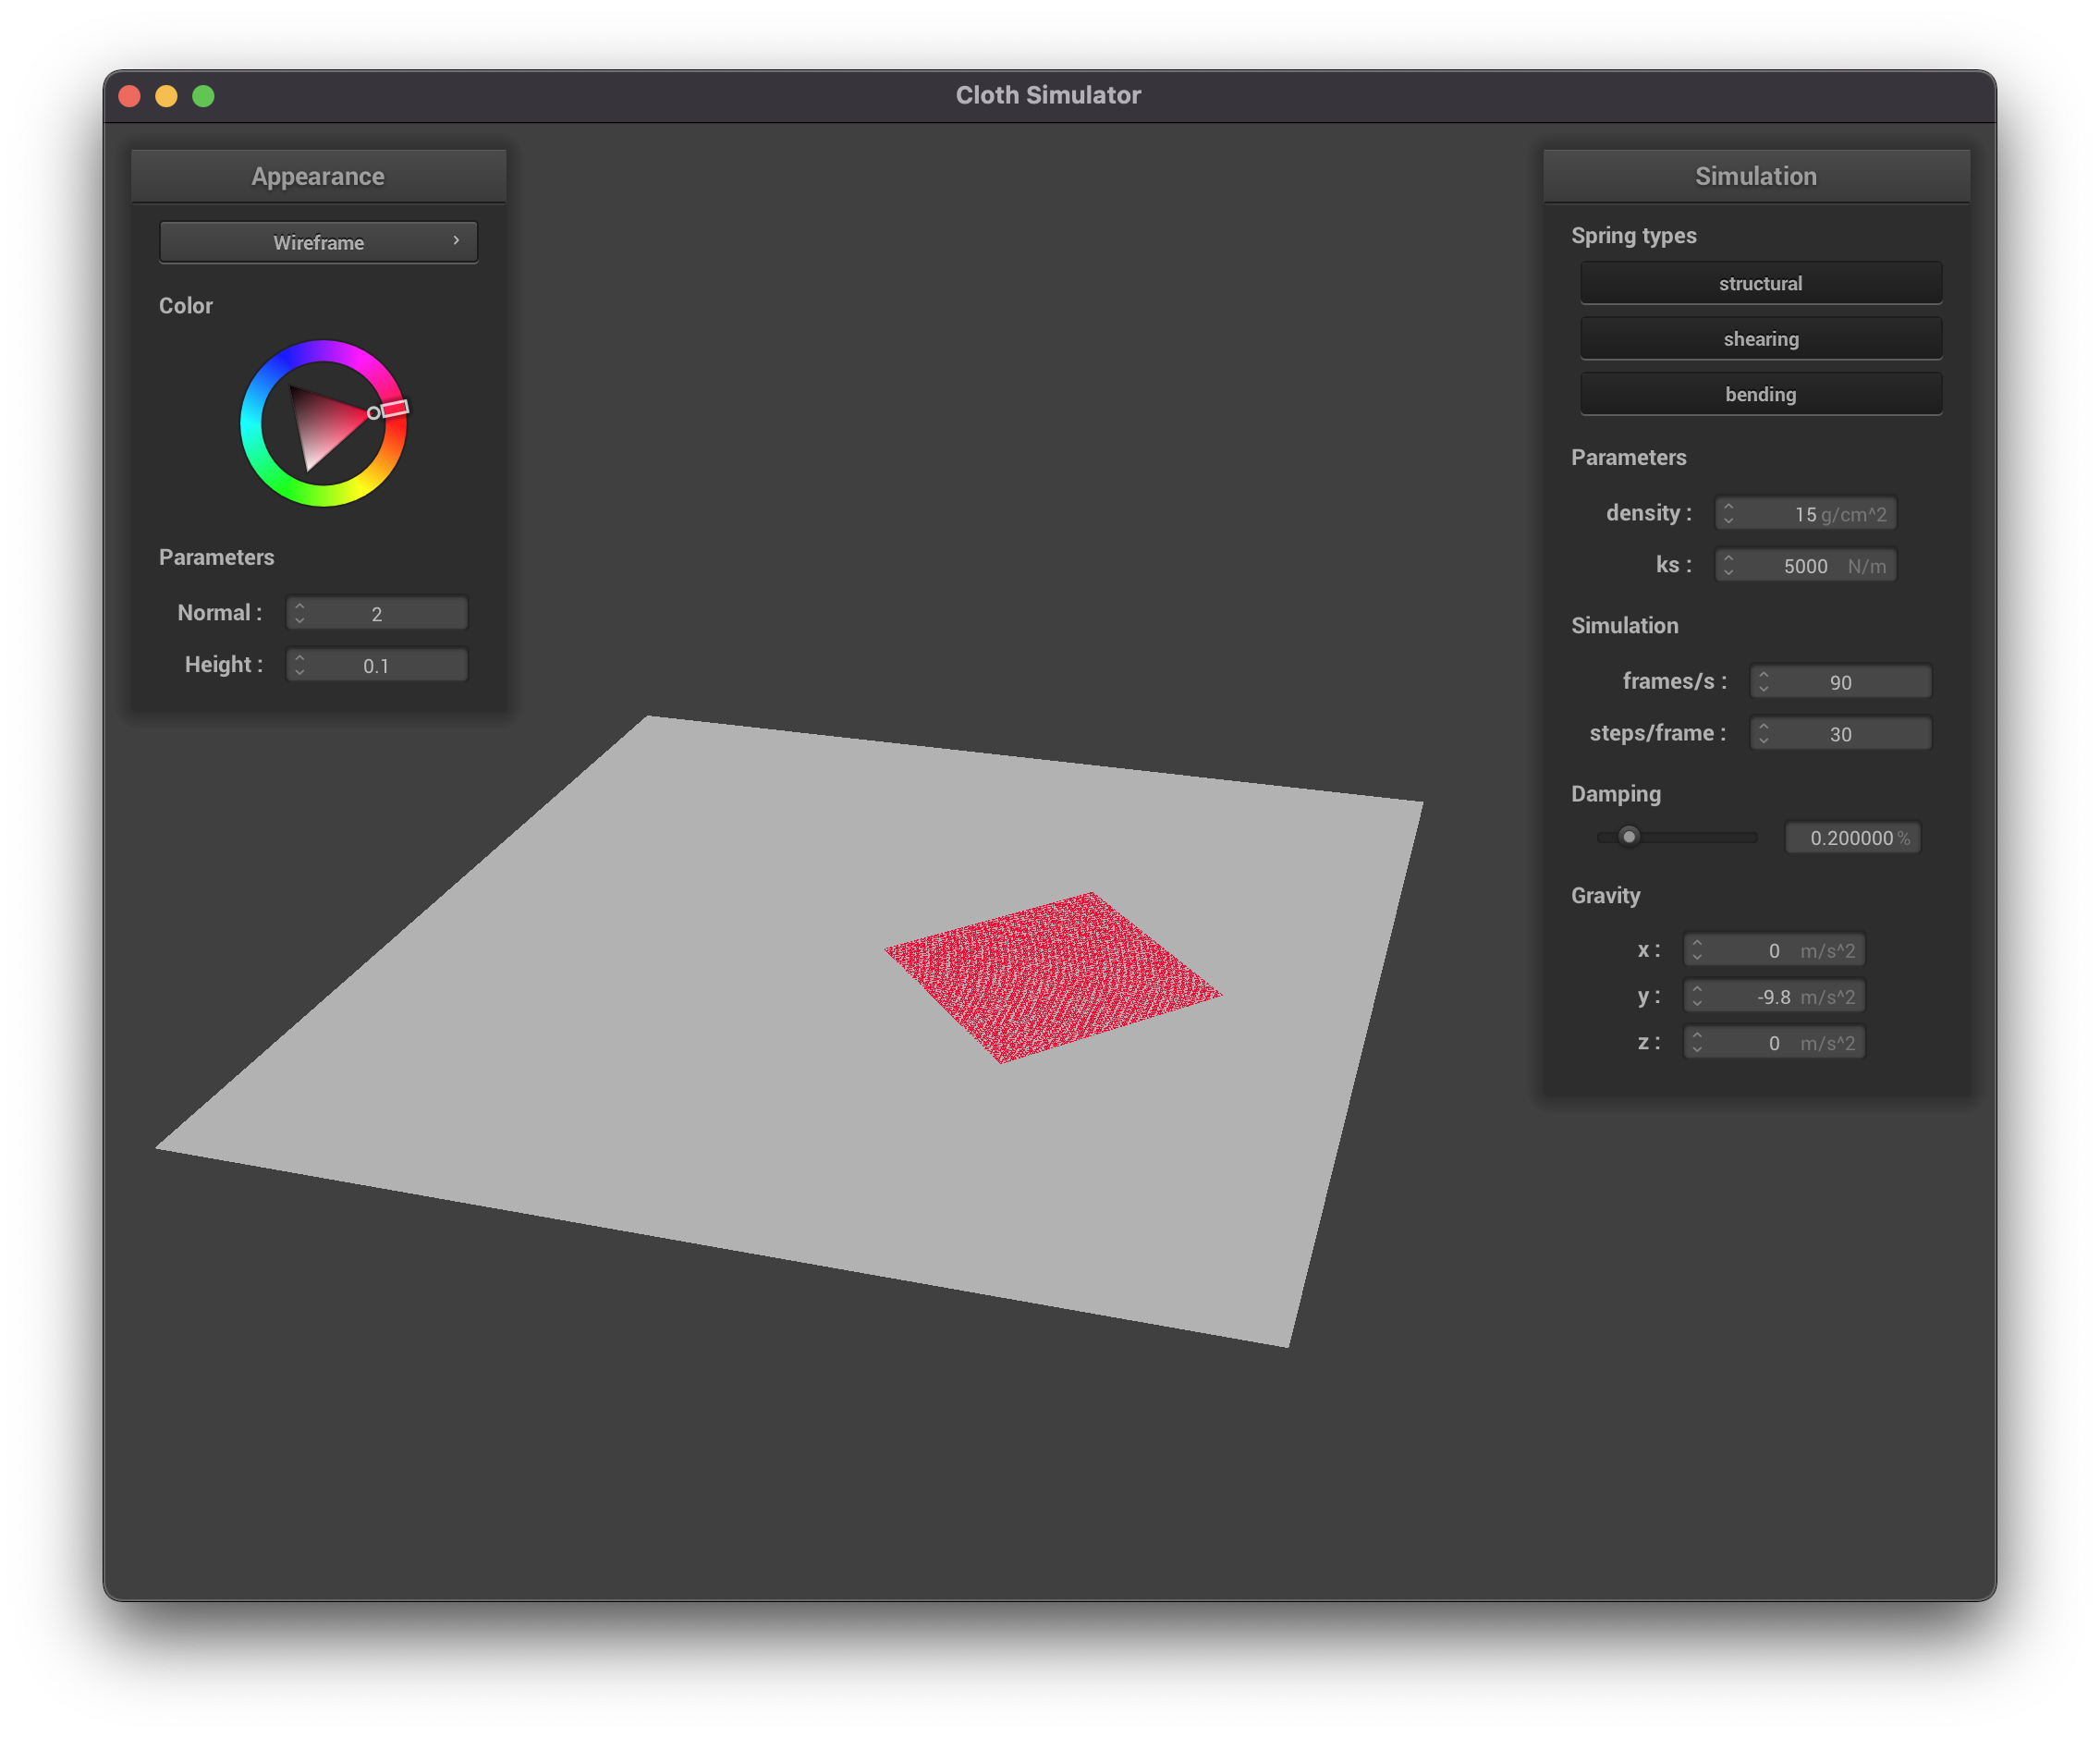 Cloth Simulator
Appearance
Wireframe
Color
Parameters
Normal : 2
Height : 0.1
Simulation
Spring types
structural
shearing
bending
Parameters
density : 15 g/cm^2
ks : 5000 N/m
Simulation
frames/s : 90
steps/frame : 30
Damping
0.200000 %
Gravity
x : 0 m/s^2
y : -9.8 m/s^2
z : 0 m/s^2